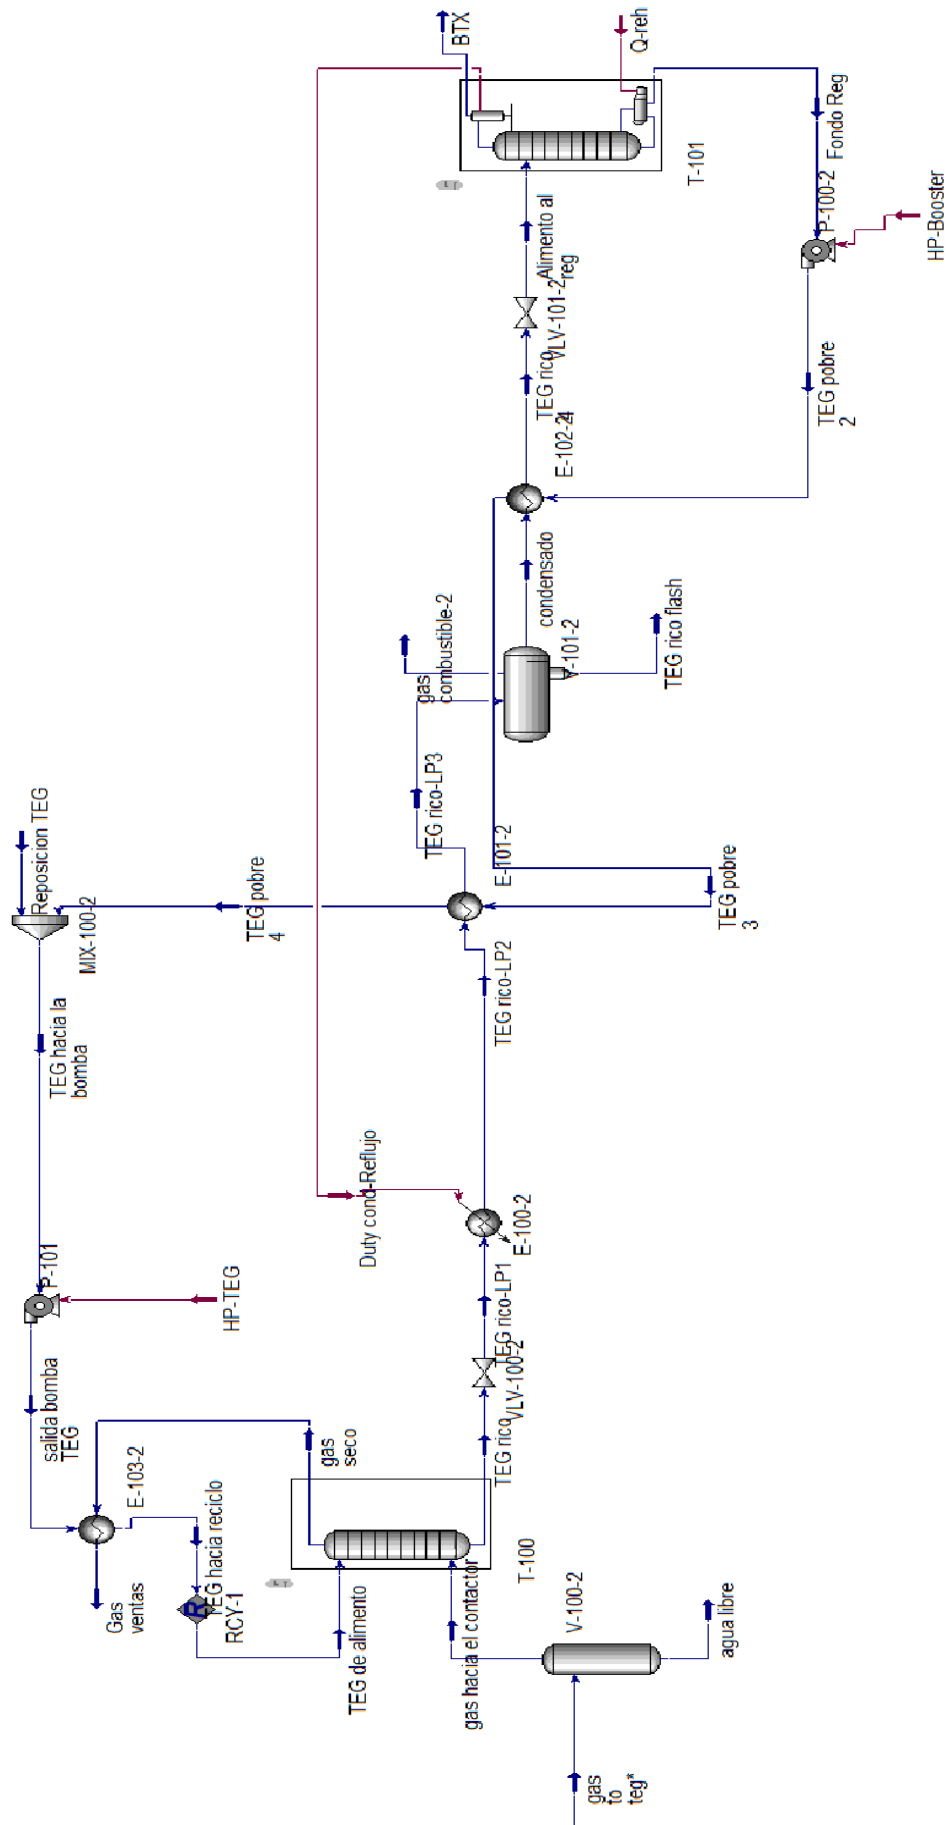 BTX
Q-reh
T-101
Fondo Reg
P-100-2
HP-Booster
Alimento al
reg
VLV-101-2
TEG rico
4
E-102-2
TEG pobre
2
condensado
gas
combustible-2
V-101-2
TEG rico flash
TEG rico-LP3
E-101-2
TEG pobre
3
Reposicion TEG
MIX-100-2
TEG pobre
4
TEG rico-LP2
TEG hacia la
bomba
Duty cond-Reflujo
E-100-2
P-101
HP-TEG
TEG rico-LP1
VLV-100-2
salida bomba
TEG
gas
seco
TEG rico
E-103-2
T-100
Gas
ventas
R
TEG hacia reciclo
RCY-1
TEG de alimento
gas hacia el contactor
V-100-2
agua libre
gas
to
teg*